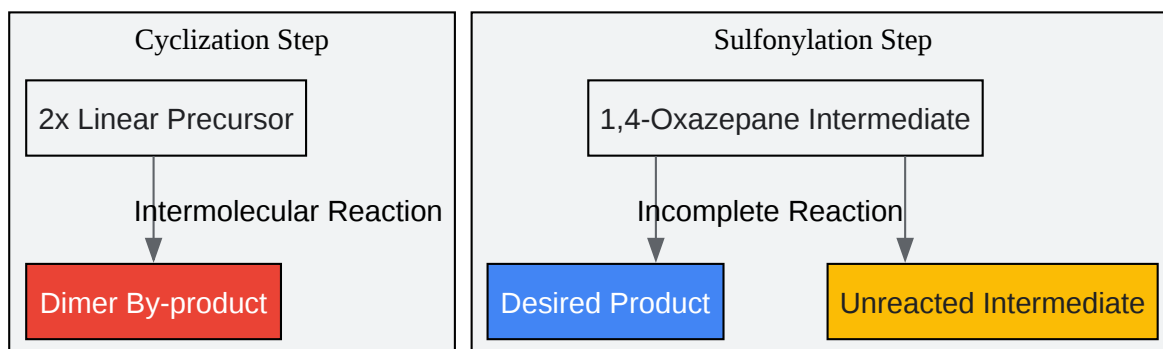 Cyclization Step
2x Linear Precursor
Intermolecular Reaction
Dimer By-product
Sulfonylation Step
1,4-Oxazepane Intermediate
Incomplete Reaction
Desired Product
Unreacted Intermediate